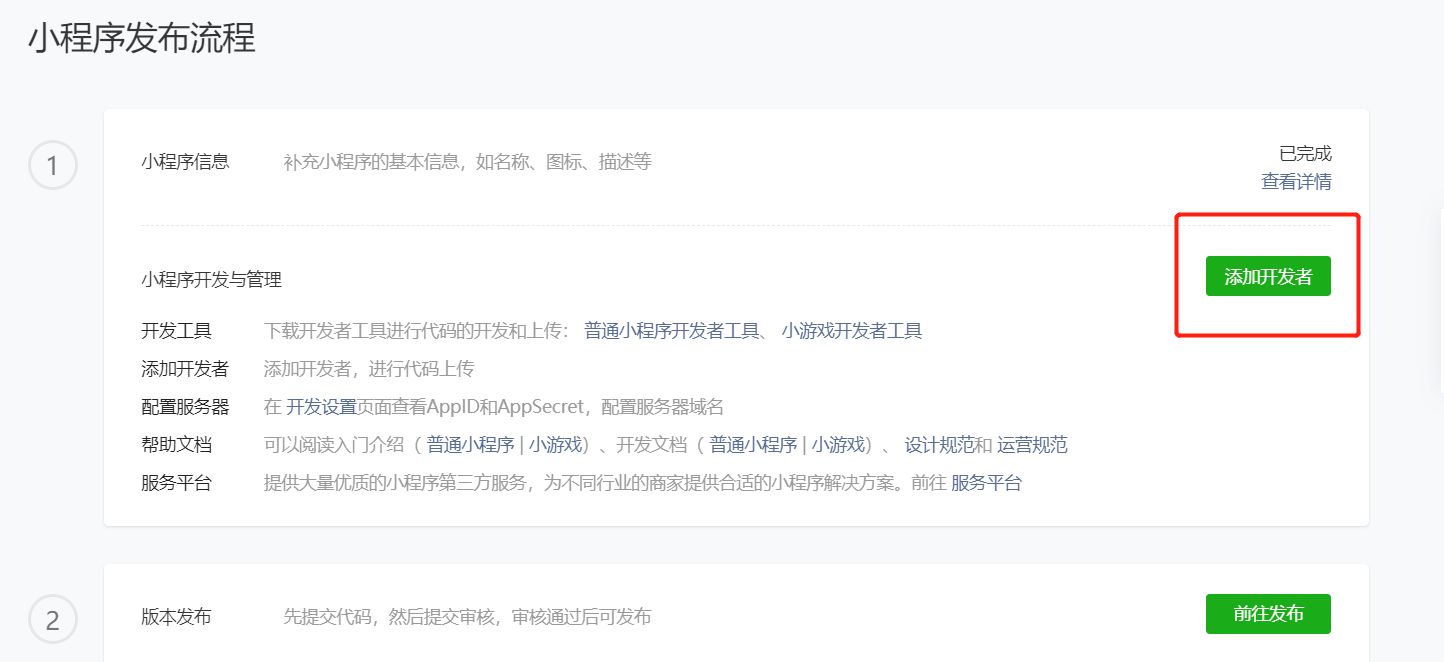 小程序发布流程
1
小程序信息 补充小程序的基本信息，如名称、图标、描述等
已完成
查看详情
小程序开发与管理
添加开发者
开发工具 下载开发者工具进行代码的开发和上传： 普通小程序开发者工具、 小游戏开发者工具
添加开发者 添加开发者，进行代码上传
配置服务器 在 开发设置页面查看AppID和AppSecret，配置服务器域名
帮助文档 可以阅读入门介绍（ 普通小程序 | 小游戏）、开发文档（ 普通小程序 | 小游戏）、 设计规范和 运营规范
服务平台 提供大量优质的小程序第三方服务，为不同行业的商家提供合适的小程序解决方案。前往 服务平台
2
版本发布 先提交代码，然后提交审核，审核通过后可发布
前往发布